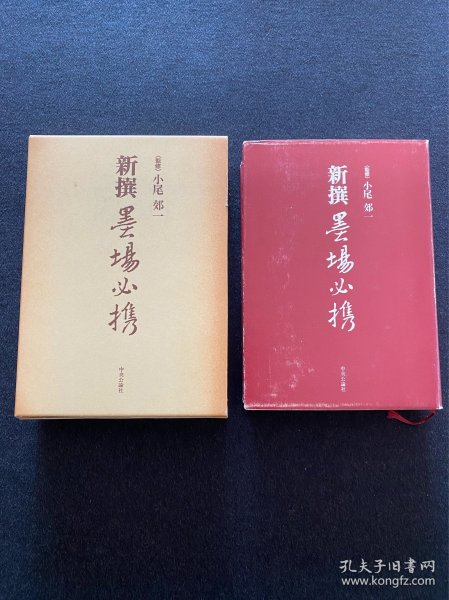 〈監修〉小尾 郊一
新撰 墨場必携
中央公論社
〈監修〉小尾 郊一
新撰 墨場必携
中央公論社
孔夫子旧书网
www.kongfz.com